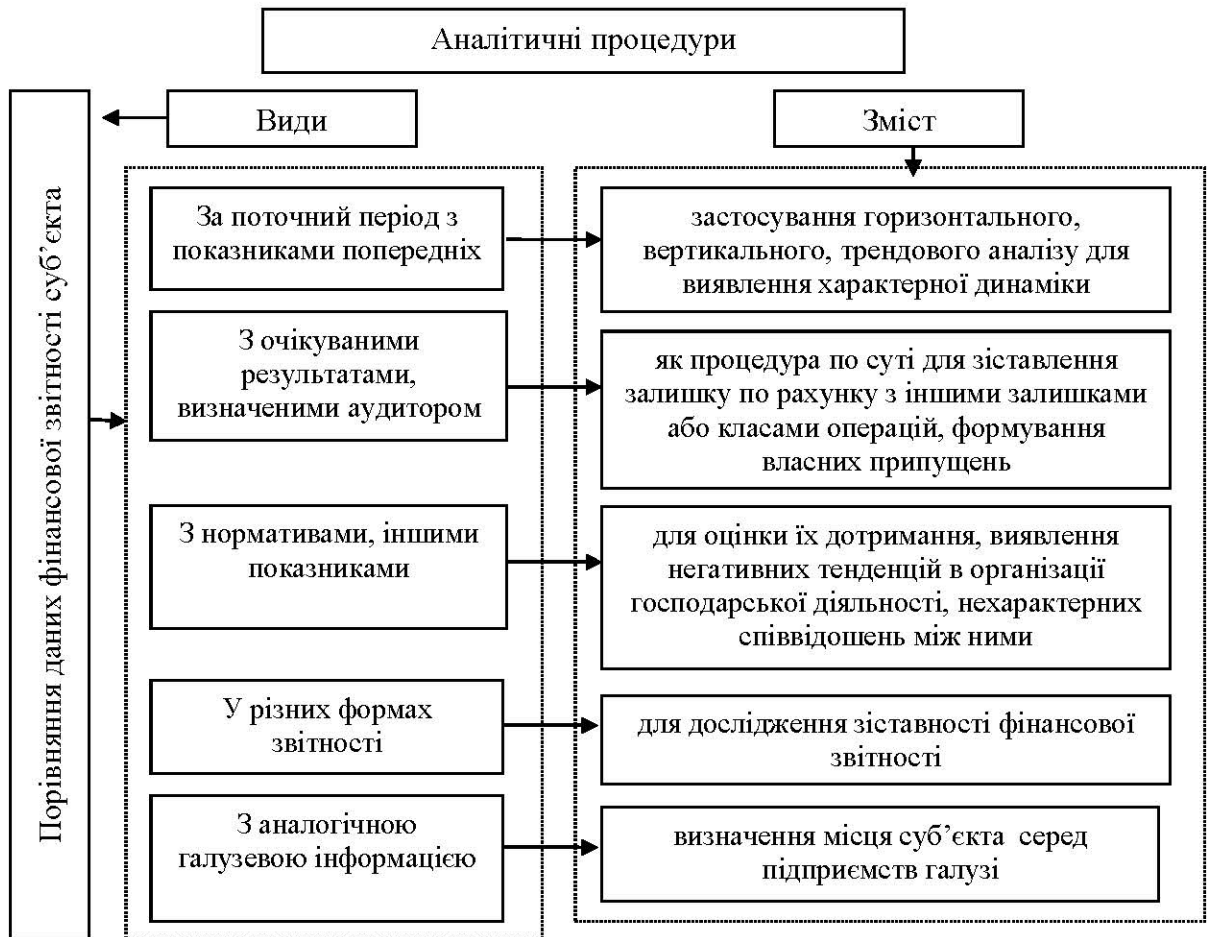 Аналітичні процедури
Види
Зміст
Порівняння даних фінансової звітності суб’єкта
За поточний період з
показниками попередніх
застосування горизонтального,
вертикального, трендового аналізу для
виявлення характерної динаміки
З очікуваними
результатами,
визначеними аудитором
як процедура по суті для зіставлення
залишку по рахунку з іншими залишками
або класами операцій, формування
власних припущень
З нормативами, іншими
показниками
для оцінки їх дотримання, виявлення
негативних тенденцій в організації
господарської діяльності, нехарактерних
співвідошень між ними
У різних формах
звітності
для дослідження зіставності фінансової
звітності
З аналогічною
галузевою інформацією
визначення місця суб’єкта серед
підприємств галузі